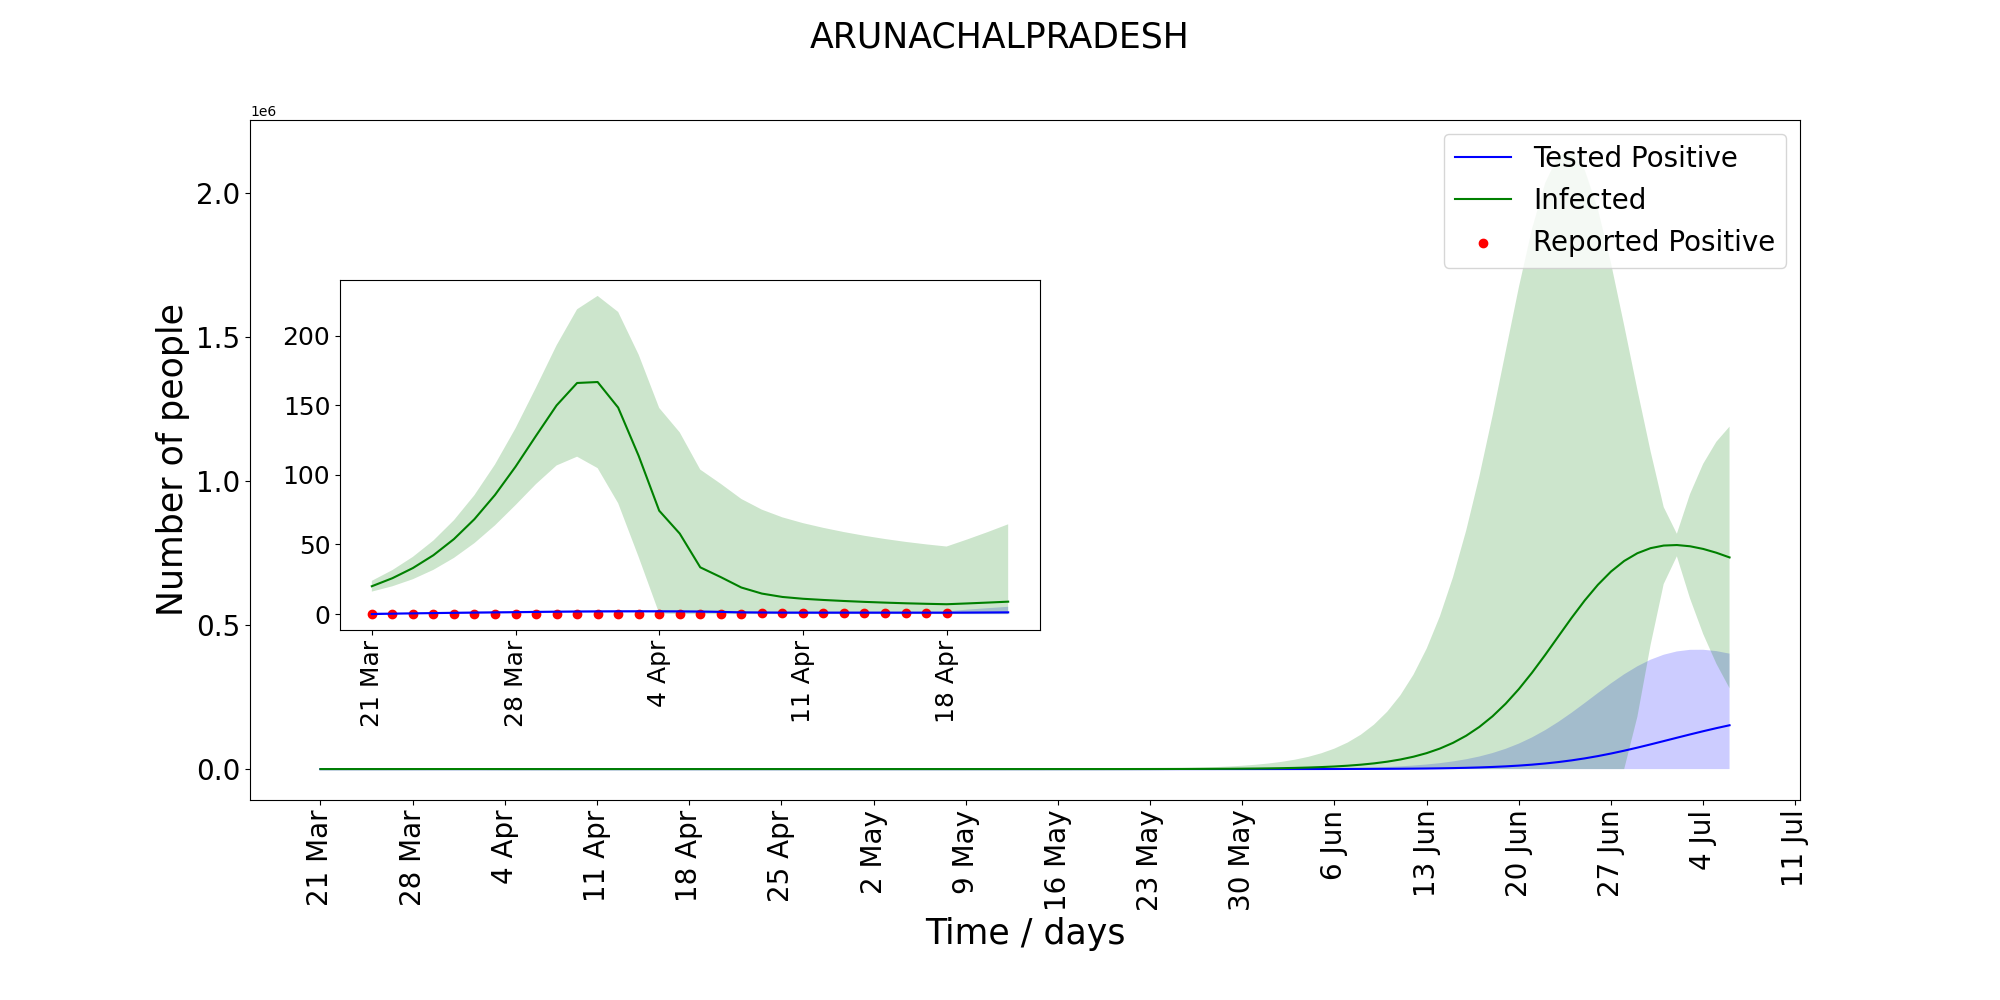 ARUNACHALPRADESH
1e6
Number of people
2.0
1.5
1.0
0.5
0.0
Tested Positive
Infected
Reported Positive
200
150
100
50
0
21 Mar
28 Mar
4 Apr
11 Apr
18 Apr
21 Mar
28 Mar
4 Apr
11 Apr
18 Apr
25 Apr
2 May
9 May
16 May
23 May
30 May
6 Jun
13 Jun
20 Jun
27 Jun
4 Jul
11 Jul
Time / days